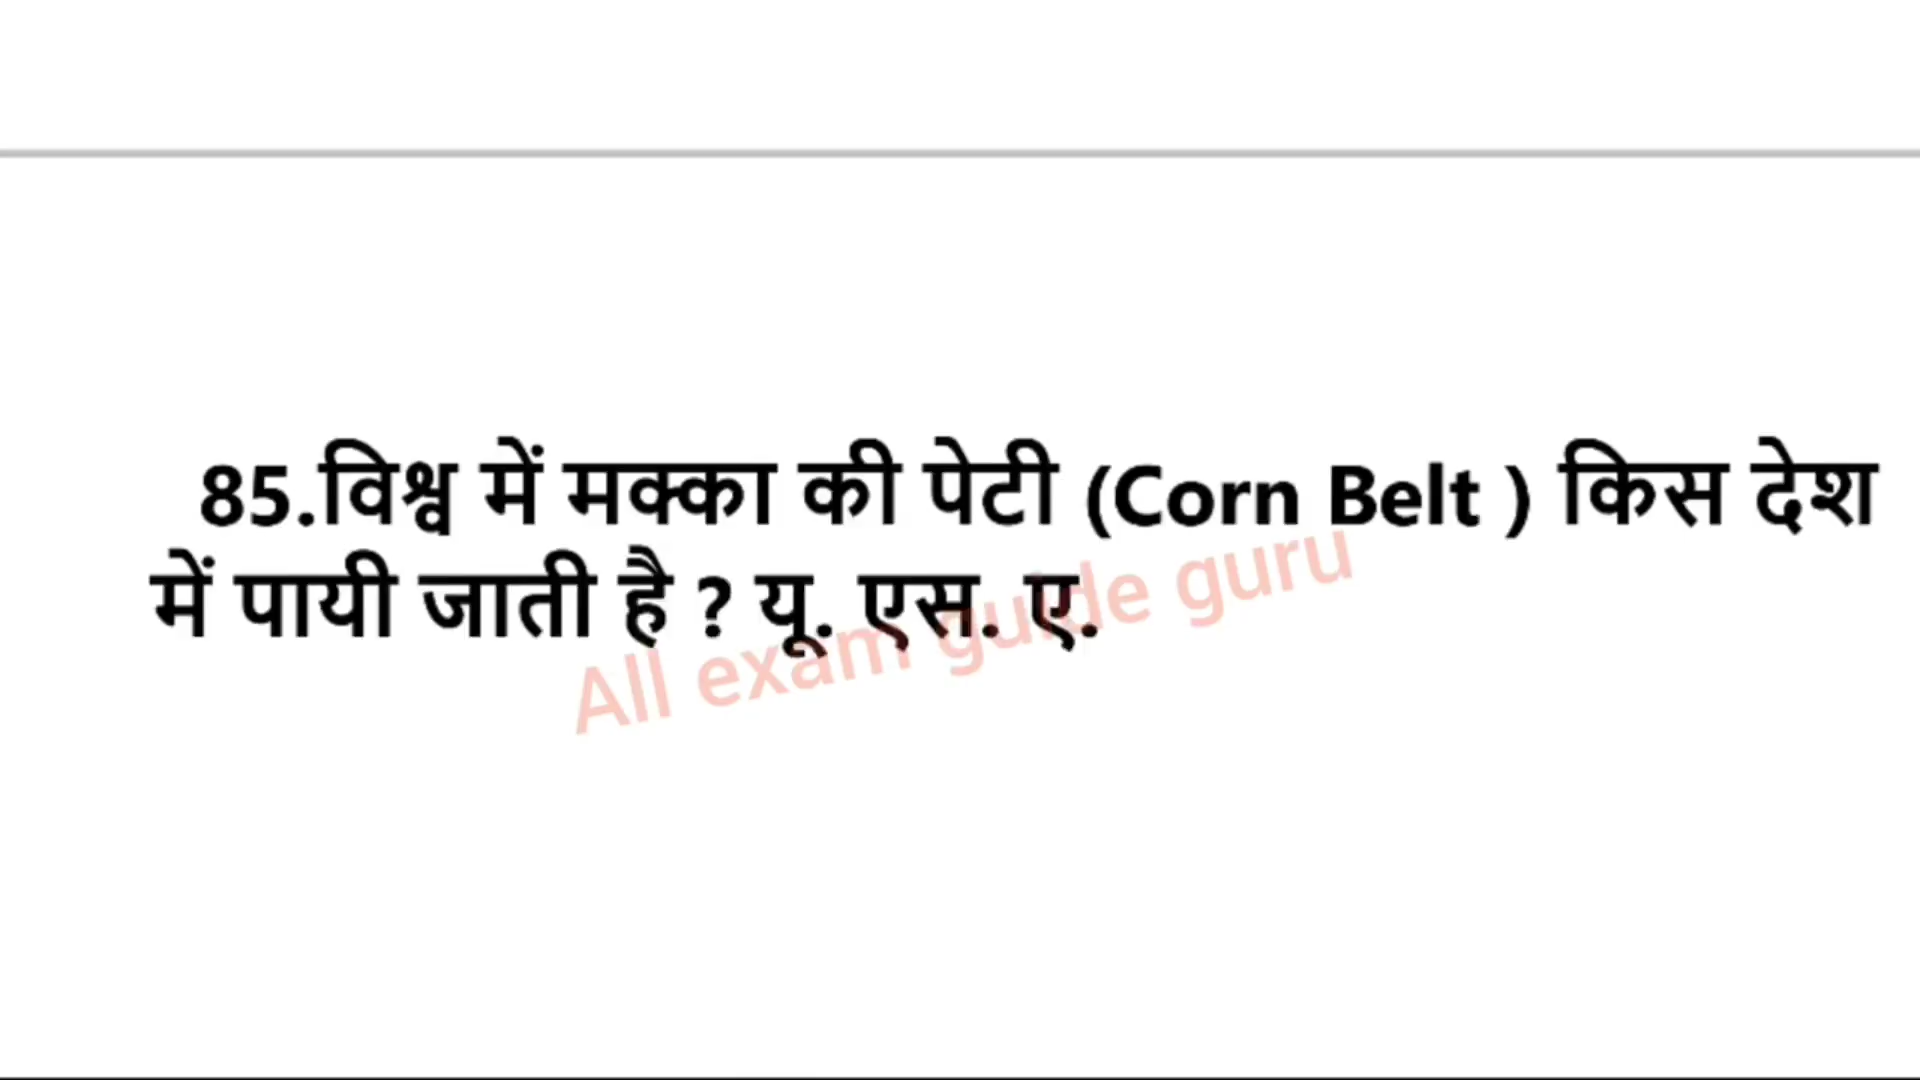 85.विश्व में मक्का की पेटी (Corn Belt ) किस देश
में पायी जाती है ? यू. एस. ए.
All exam guide guru